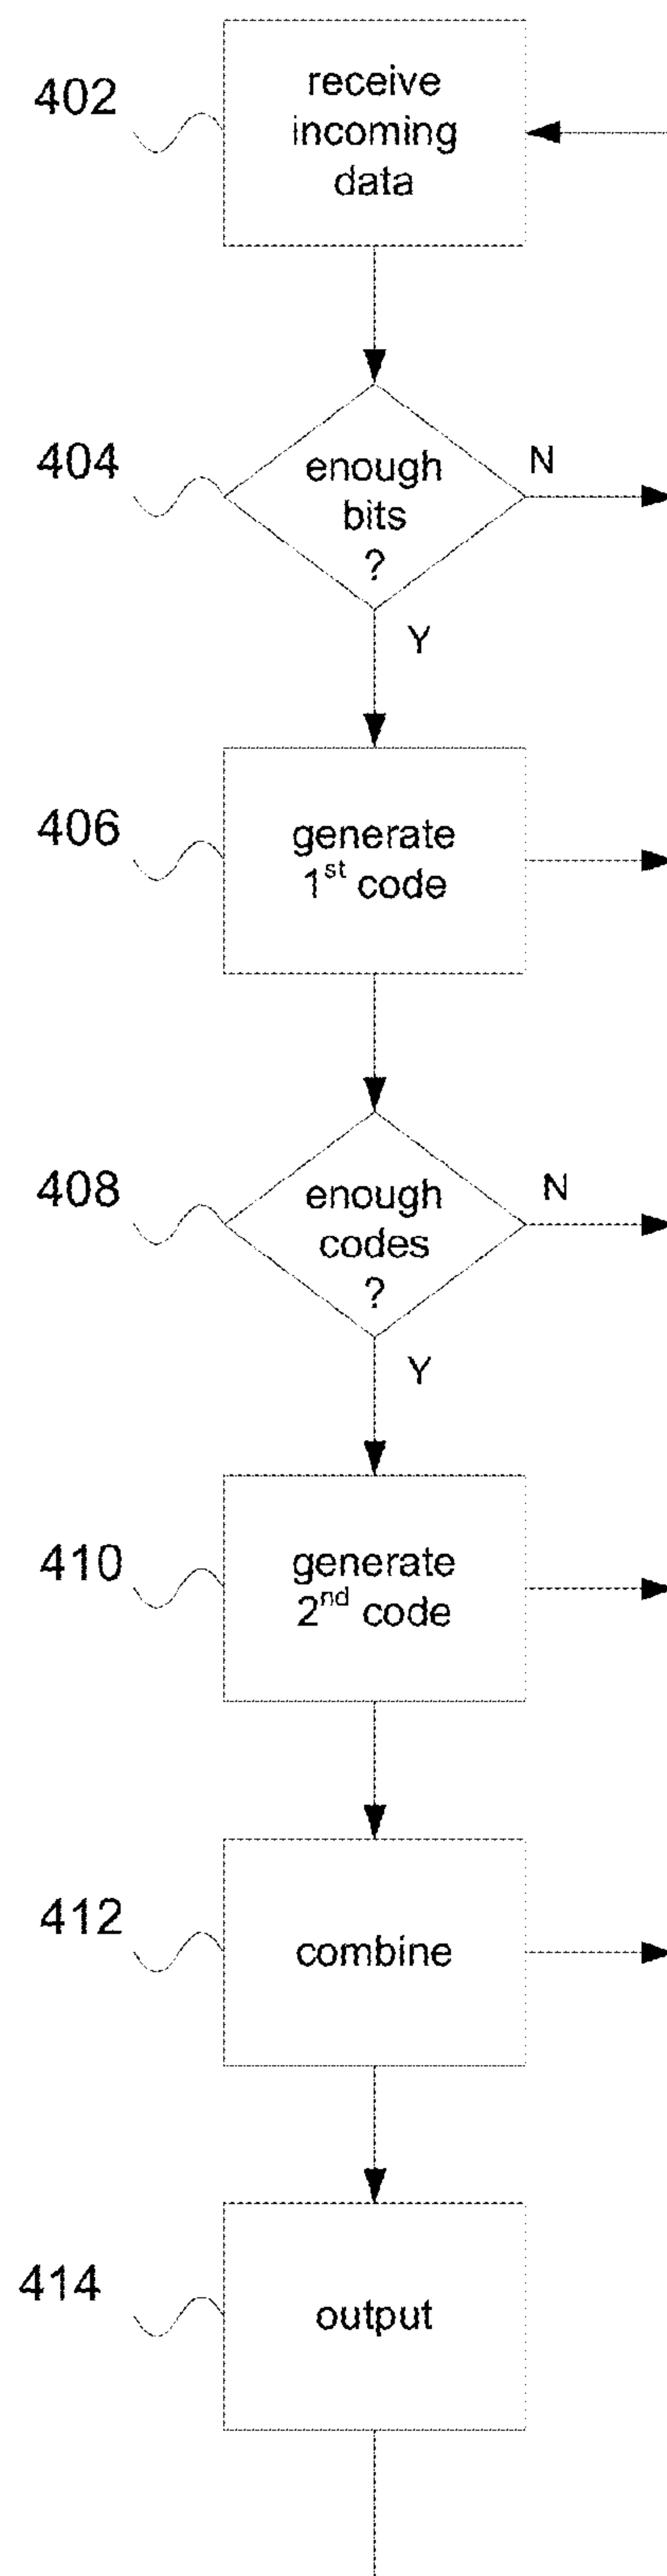 402
receive
incoming
data
404
enough
bits
?
N
Y
406
generate
1st code
408
enough
codes
?
N
Y
410
generate
2nd code
412
combine
414
output